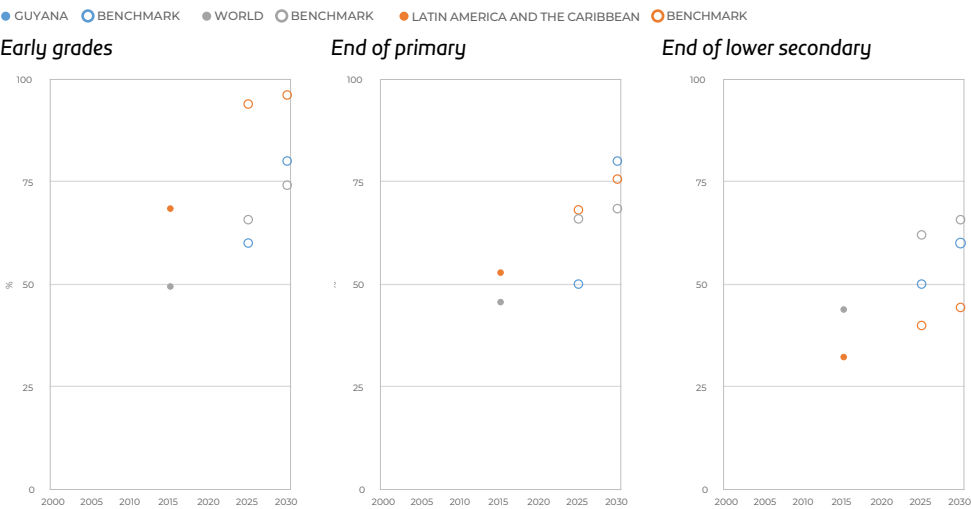 GUYANA BENCHMARK WORLD BENCHMARK LATIN AMERICA AND THE CARIBBEAN BENCHMARK
Early grades
100
75
% 50
25
0
2000 2005 2010 2015 2020 2025 2030
End of primary
100
75
50
25
0
2000 2005 2010 2015 2020 2025 2030
End of lower secondary
100
75
50
25
0
2000 2005 2010 2015 2020 2025 2030